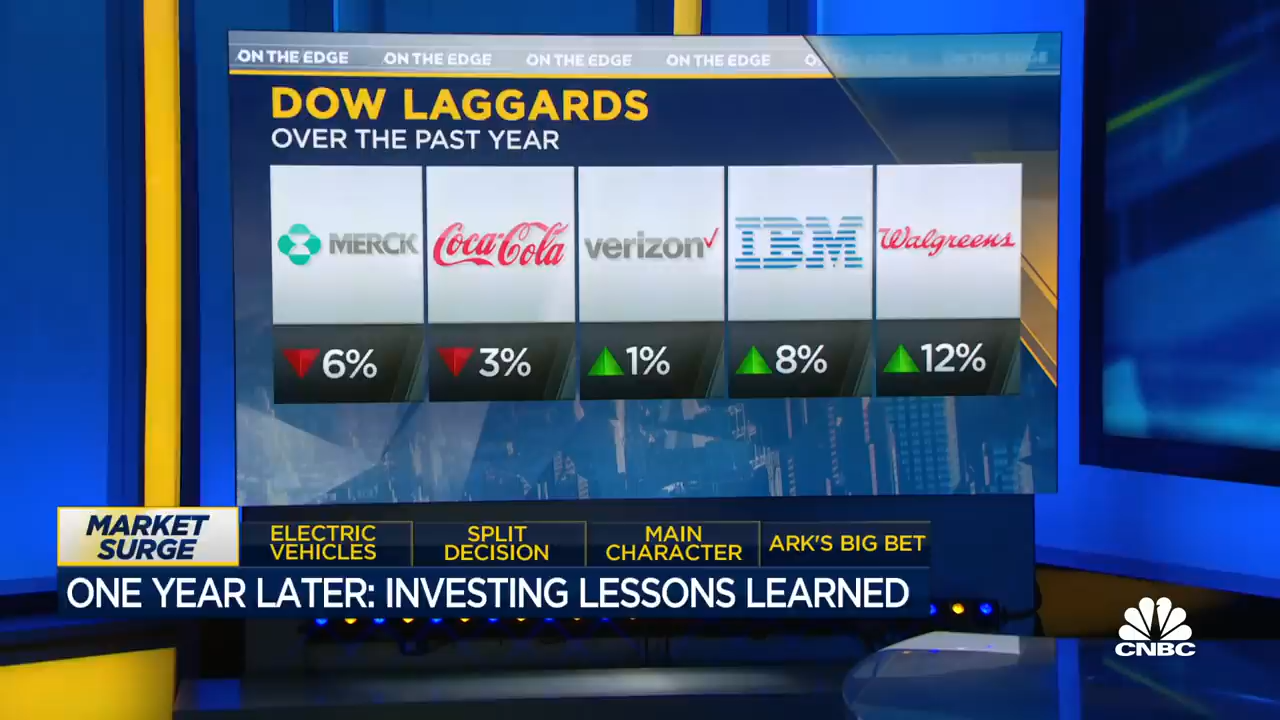 ON THE EDGE ON THE EDGE ON THE EDGE ON THE EDGE
DOW LAGGARDS
OVER THE PAST YEAR
MERCK
Coca-Cola
verizon
IBM
Walgreens
6%
3%
1%
8%
12%
MARKET
SURGE
ELECTRIC
VEHICLES
SPLIT
DECISION
MAIN
CHARACTER
ARK'S BIG BET
ONE YEAR LATER: INVESTING LESSONS LEARNED
CNBC